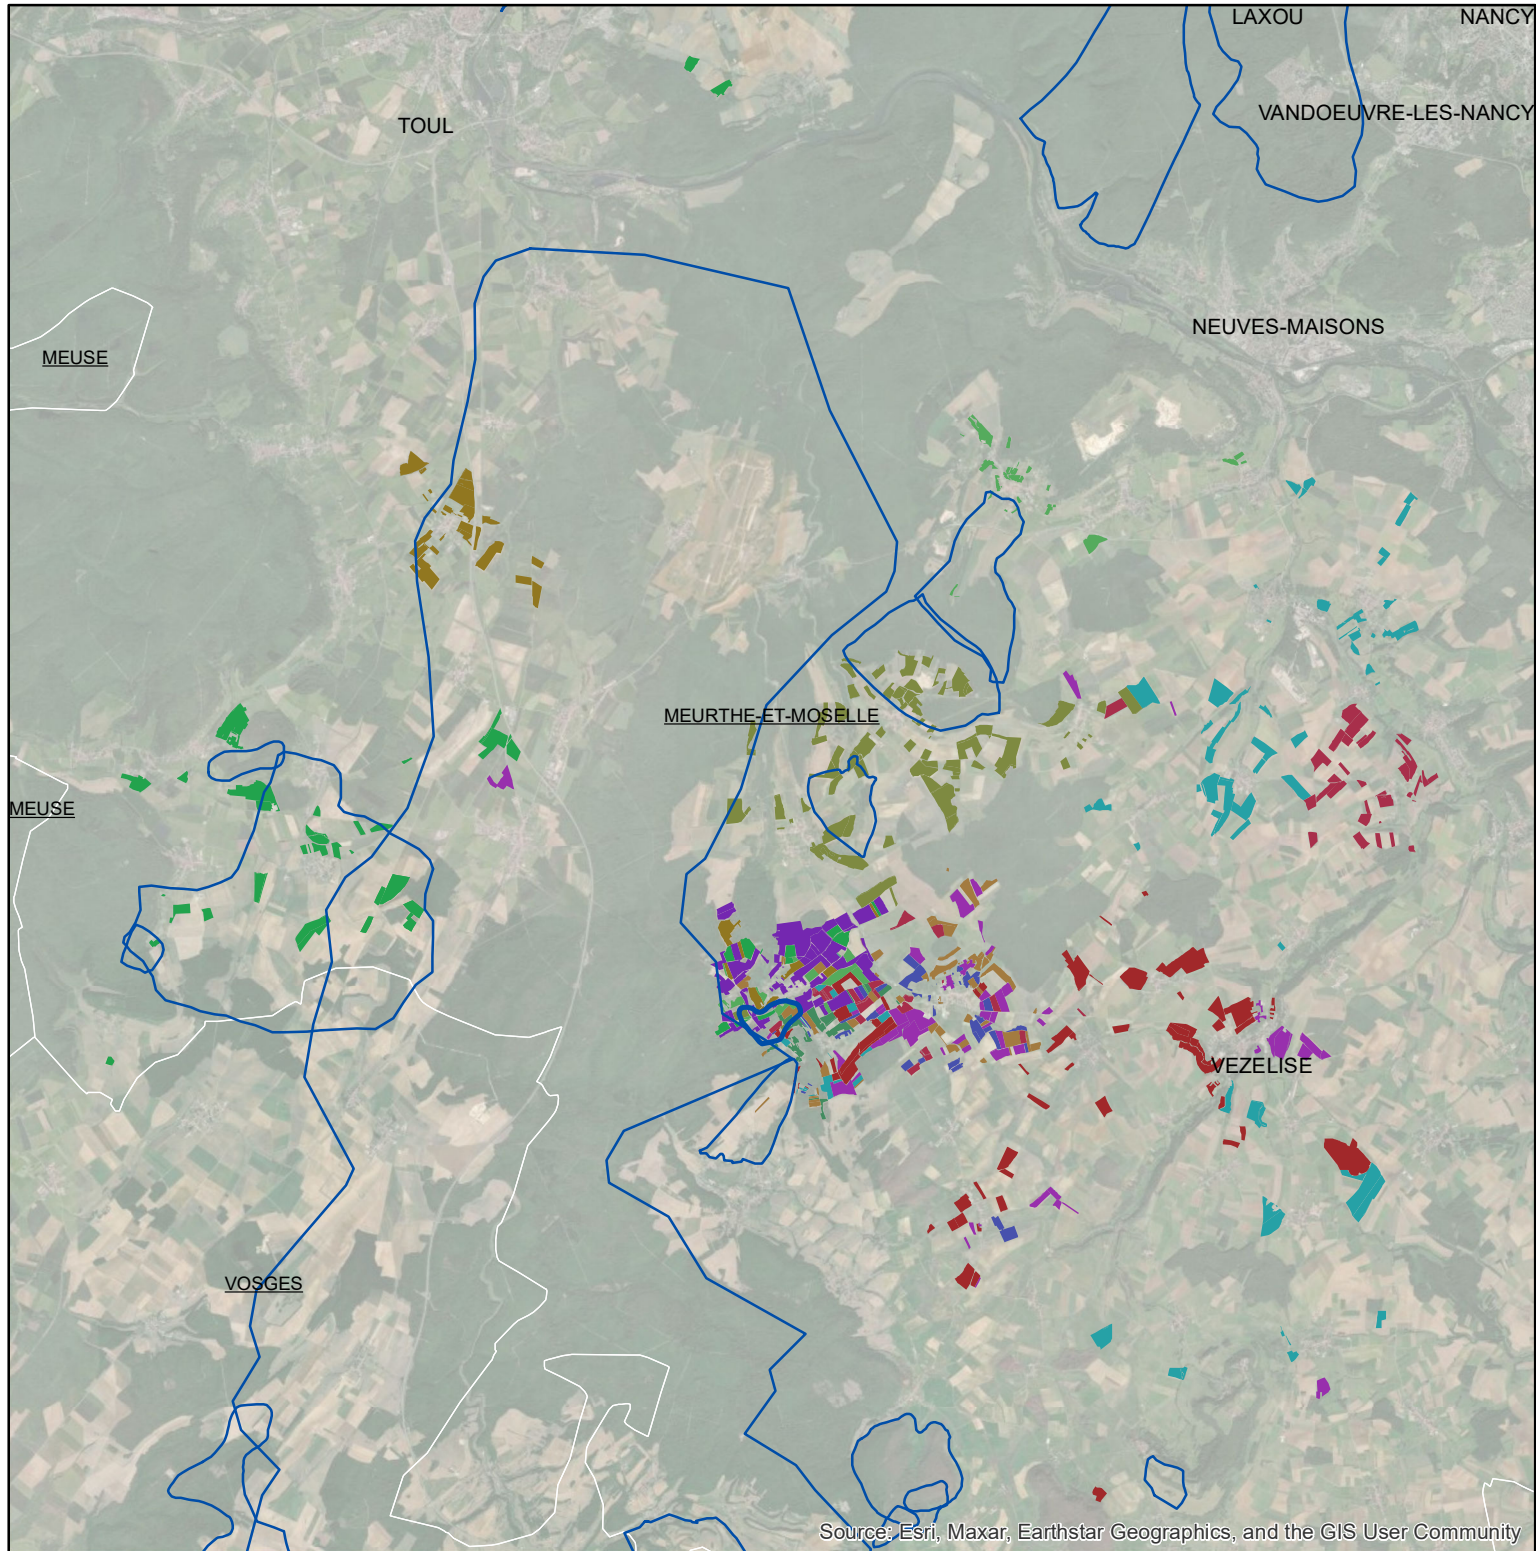 LAXOU
NANCY
VANDOEUVRE-LES-NANCY
TOUL
NEUVES-MAISONS
MEUSE
MEURTHE-ET-MOSELLE
MEUSE
VEZELISE
VOSGES
Source: Esri, Maxar, Earthstar Geographics, and the GIS User Community